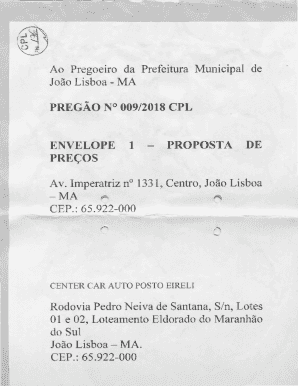 CPL
Ao Pregoeiro da Prefeitura Municipal de
João Lisboa - MA
PREGÃO Nº 009/2018 CPL
ENVELOPE 1 – PROPOSTA DE
PREÇOS
Av. Imperatriz nº 1331, Centro, João Lisboa
– MA
CEP.: 65.922-000
CENTER CAR AUTO POSTO EIRELI
Rodovia Pedro Neiva de Santana, S/n, Lotes
01 e 02, Loteamento Eldorado do Maranhão
do Sul
João Lisboa – MA.
CEP.: 65.922-000